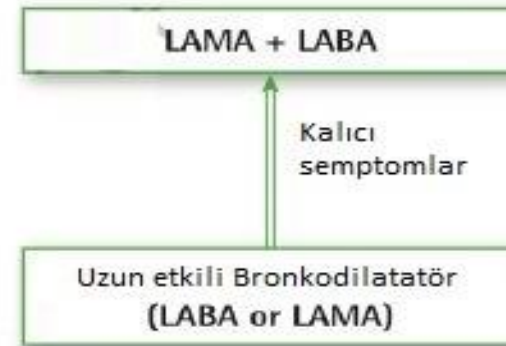 LAMA + LABA
Kalıcı
semptomlar
Uzun etkili Bronkodilatatör
(LABA or LAMA)